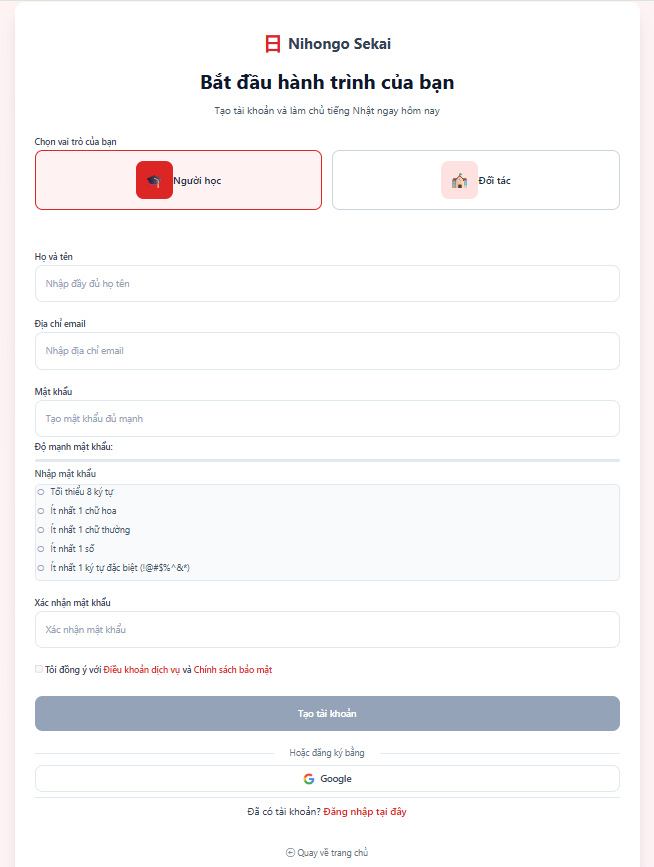 日 Nihongo Sekai
Bắt đầu hành trình của bạn
Tạo tài khoản và làm chủ tiếng Nhật ngay hôm nay
Chọn vai trò của bạn
Người học
Đối tác
Họ và tên
Nhập đầy đủ họ tên
Địa chỉ email
Nhập địa chỉ email
Mật khẩu
Tạo mật khẩu đủ mạnh
Độ mạnh mật khẩu:
Nhập mật khẩu
Tối thiểu 8 ký tự
Ít nhất 1 chữ hoa
Ít nhất 1 chữ thường
Ít nhất 1 số
Ít nhất 1 ký tự đặc biệt (!@#$%^&*)
Xác nhận mật khẩu
Xác nhận mật khẩu
Tôi đồng ý với Điều khoản dịch vụ và Chính sách bảo mật
Tạo tài khoản
Hoặc đăng ký bằng
Google
Đã có tài khoản? Đăng nhập tại đây
Quay về trang chủ